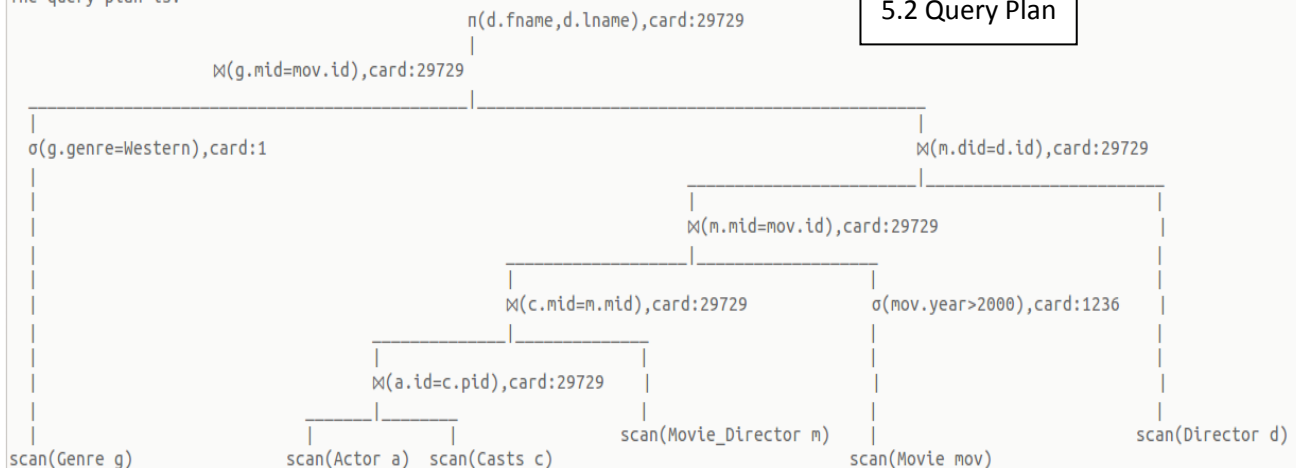 The query plan is:
5.2 Query Plan
π(d.fname,d.lname),card:29729
⋈(g.mid=mov.id),card:29729
σ(g.genre=Western),card:1
⋈(m.did=d.id),card:29729
⋈(m.mid=mov.id),card:29729
⋈(c.mid=m.mid),card:29729
σ(mov.year>2000),card:1236
⋈(a.id=c.pid),card:29729
scan(Movie_Director m)
scan(Director d)
scan(Genre g)
scan(Actor a)
scan(Casts c)
scan(Movie mov)